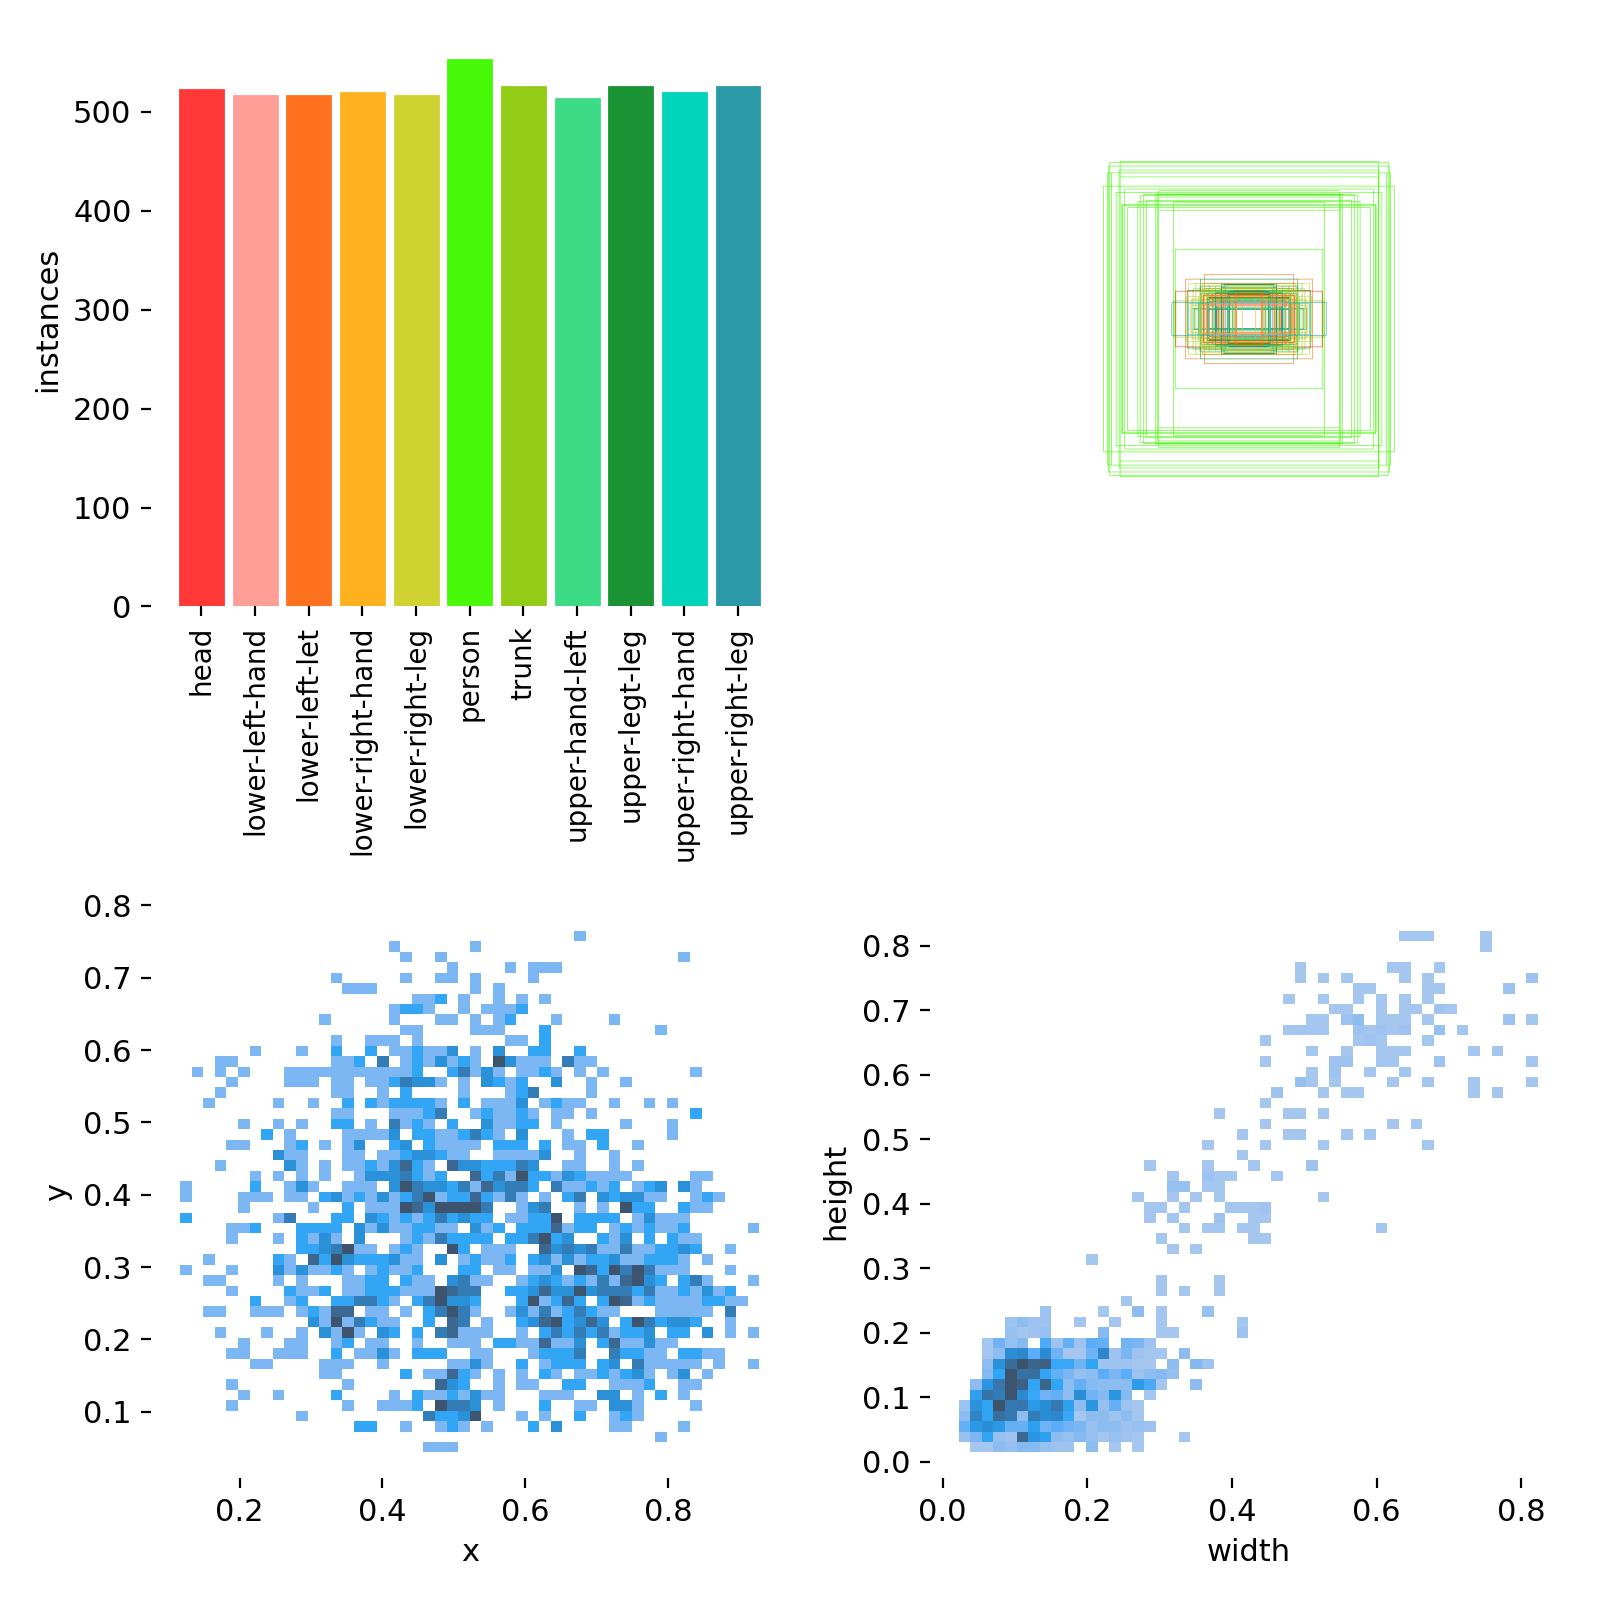 instances
500
400
300
200
100
0
head
lower-left-hand
lower-left-let
lower-right-hand
lower-right-leg
person
trunk
upper-hand-left
upper-legt-leg
upper-right-hand
upper-right-leg
y
0.8
0.7
0.6
0.5
0.4
0.3
0.2
0.1
0.2 0.4 0.6 0.8
x
height
0.8
0.7
0.6
0.5
0.4
0.3
0.2
0.1
0.0
0.0 0.2 0.4 0.6 0.8
width